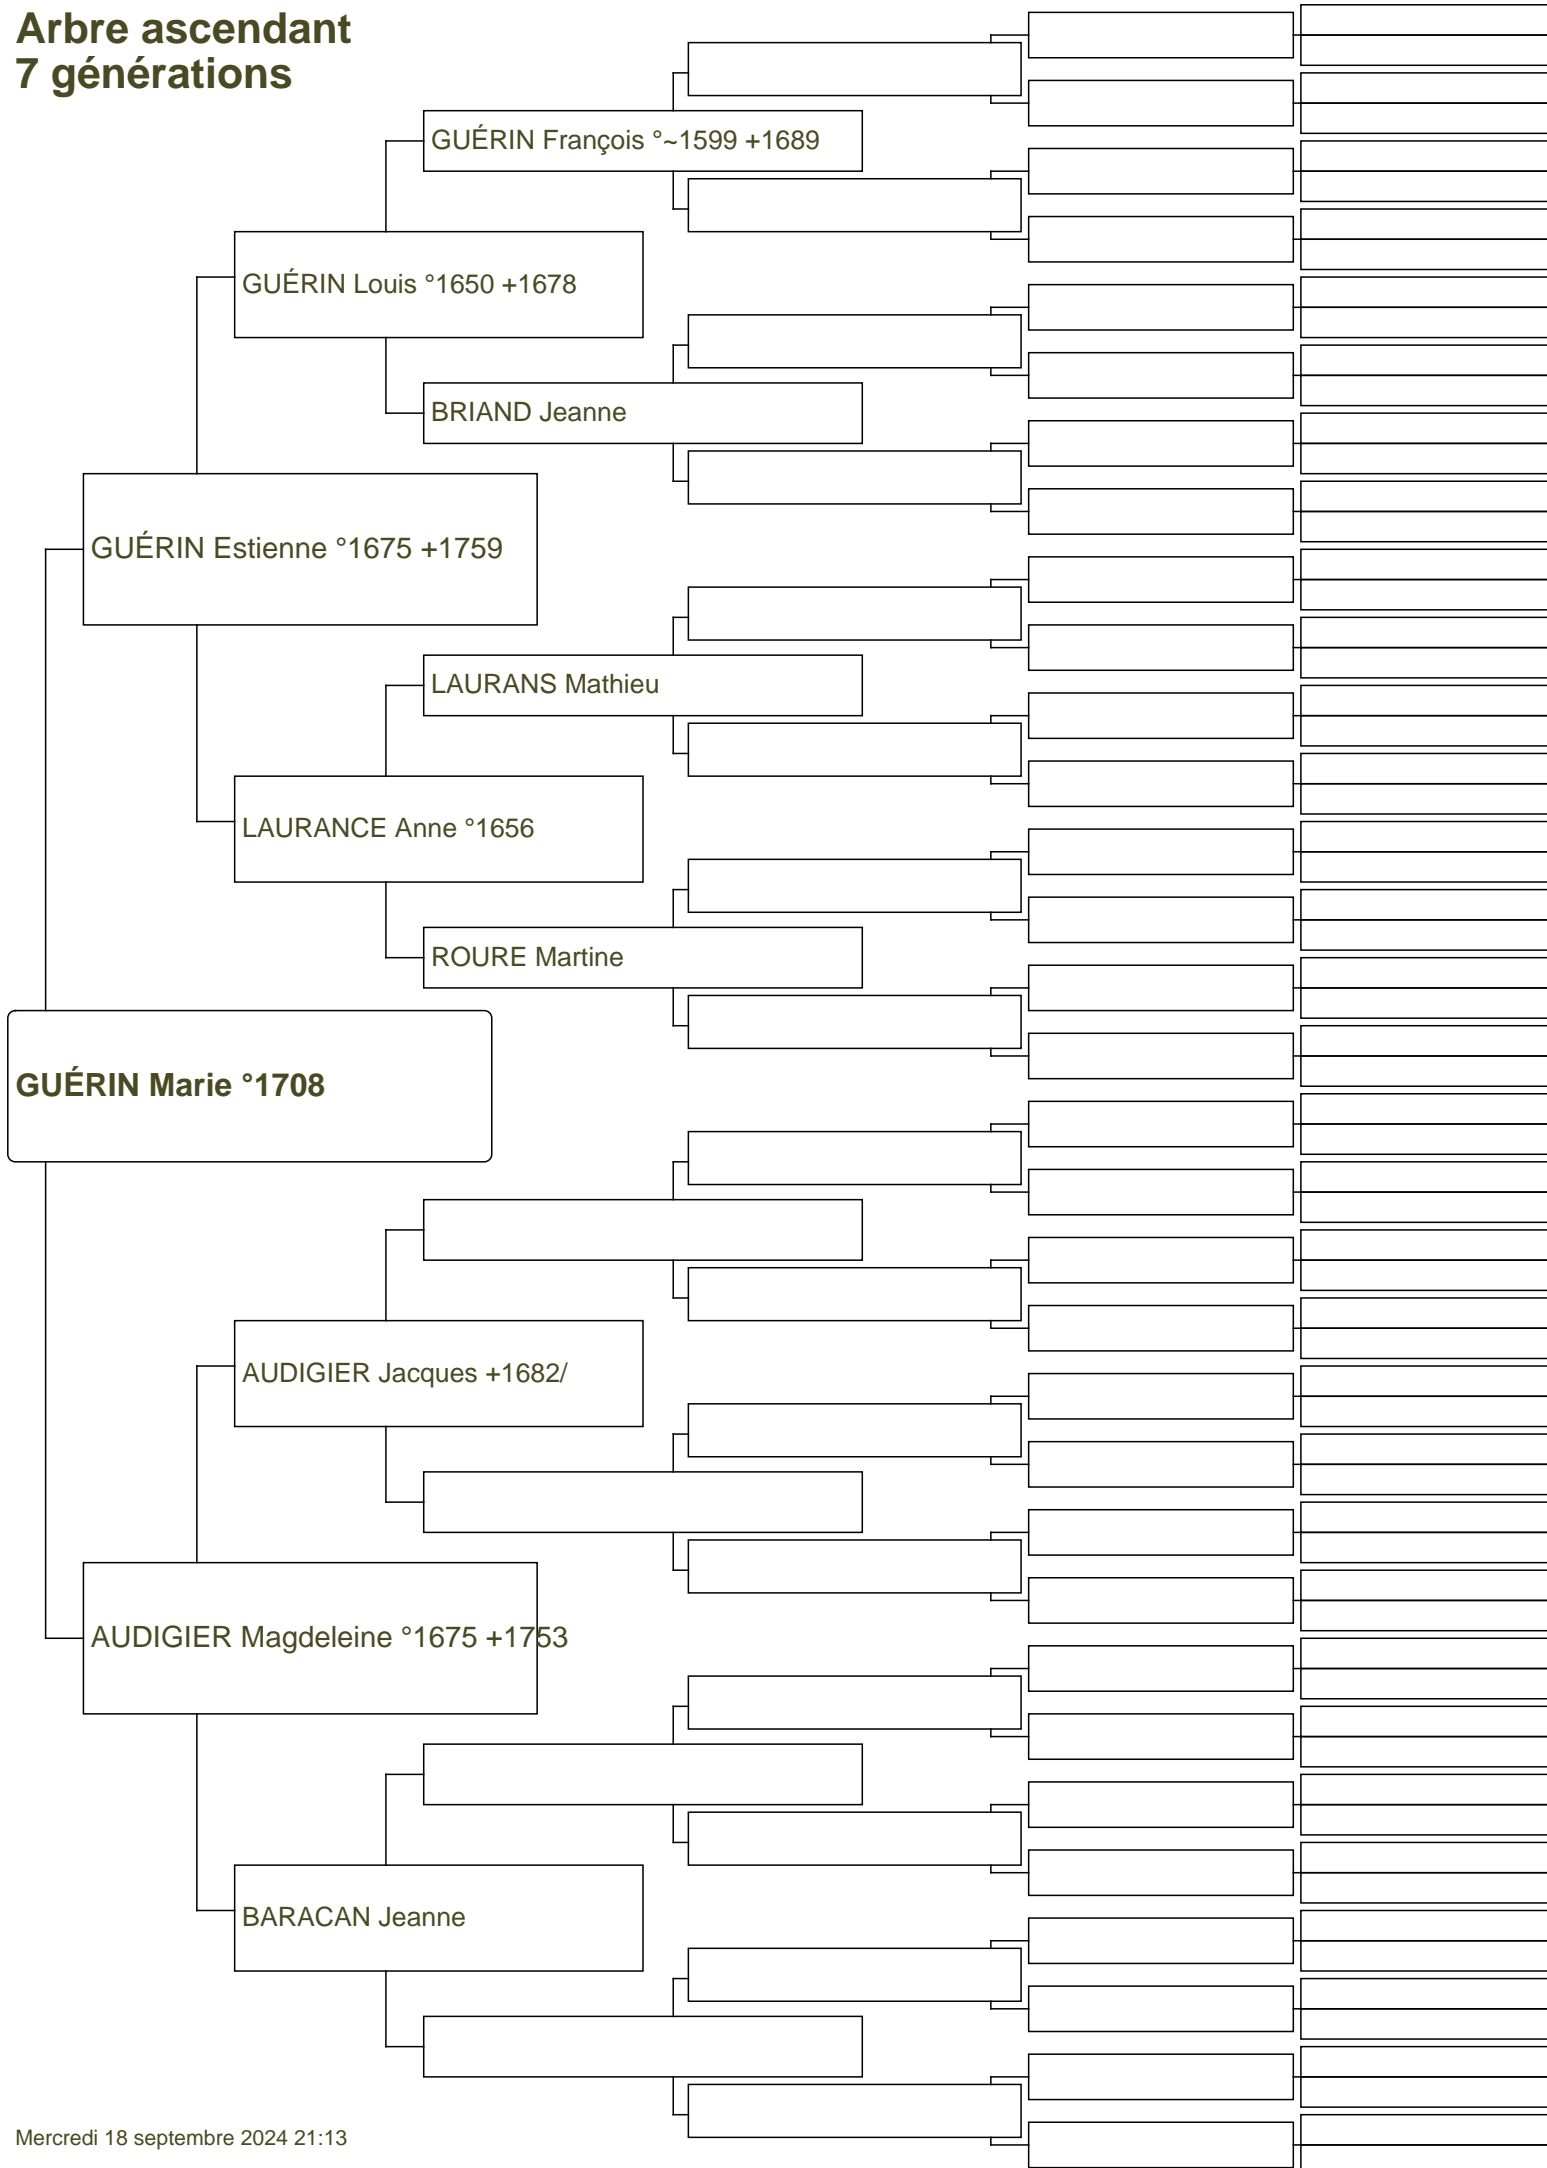 Arbre ascendant
7 générations
GUÉRIN François °~1599 +1689
GUÉRIN Louis °1650 +1678
BRIAND Jeanne
GUÉRIN Estienne °1675 +1759
LAURANS Mathieu
LAURANCE Anne °1656
ROURE Martine
GUÉRIN Marie °1708
AUDIGIER Jacques +1682/
AUDIGIER Magdeleine °1675 +1753
BARACAN Jeanne
Mercredi 18 septembre 2024 21:13